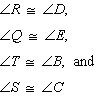 ∠R ≅ ∠D,
∠Q ≅ ∠E,
∠T ≅ ∠B, and
∠S ≅ ∠C